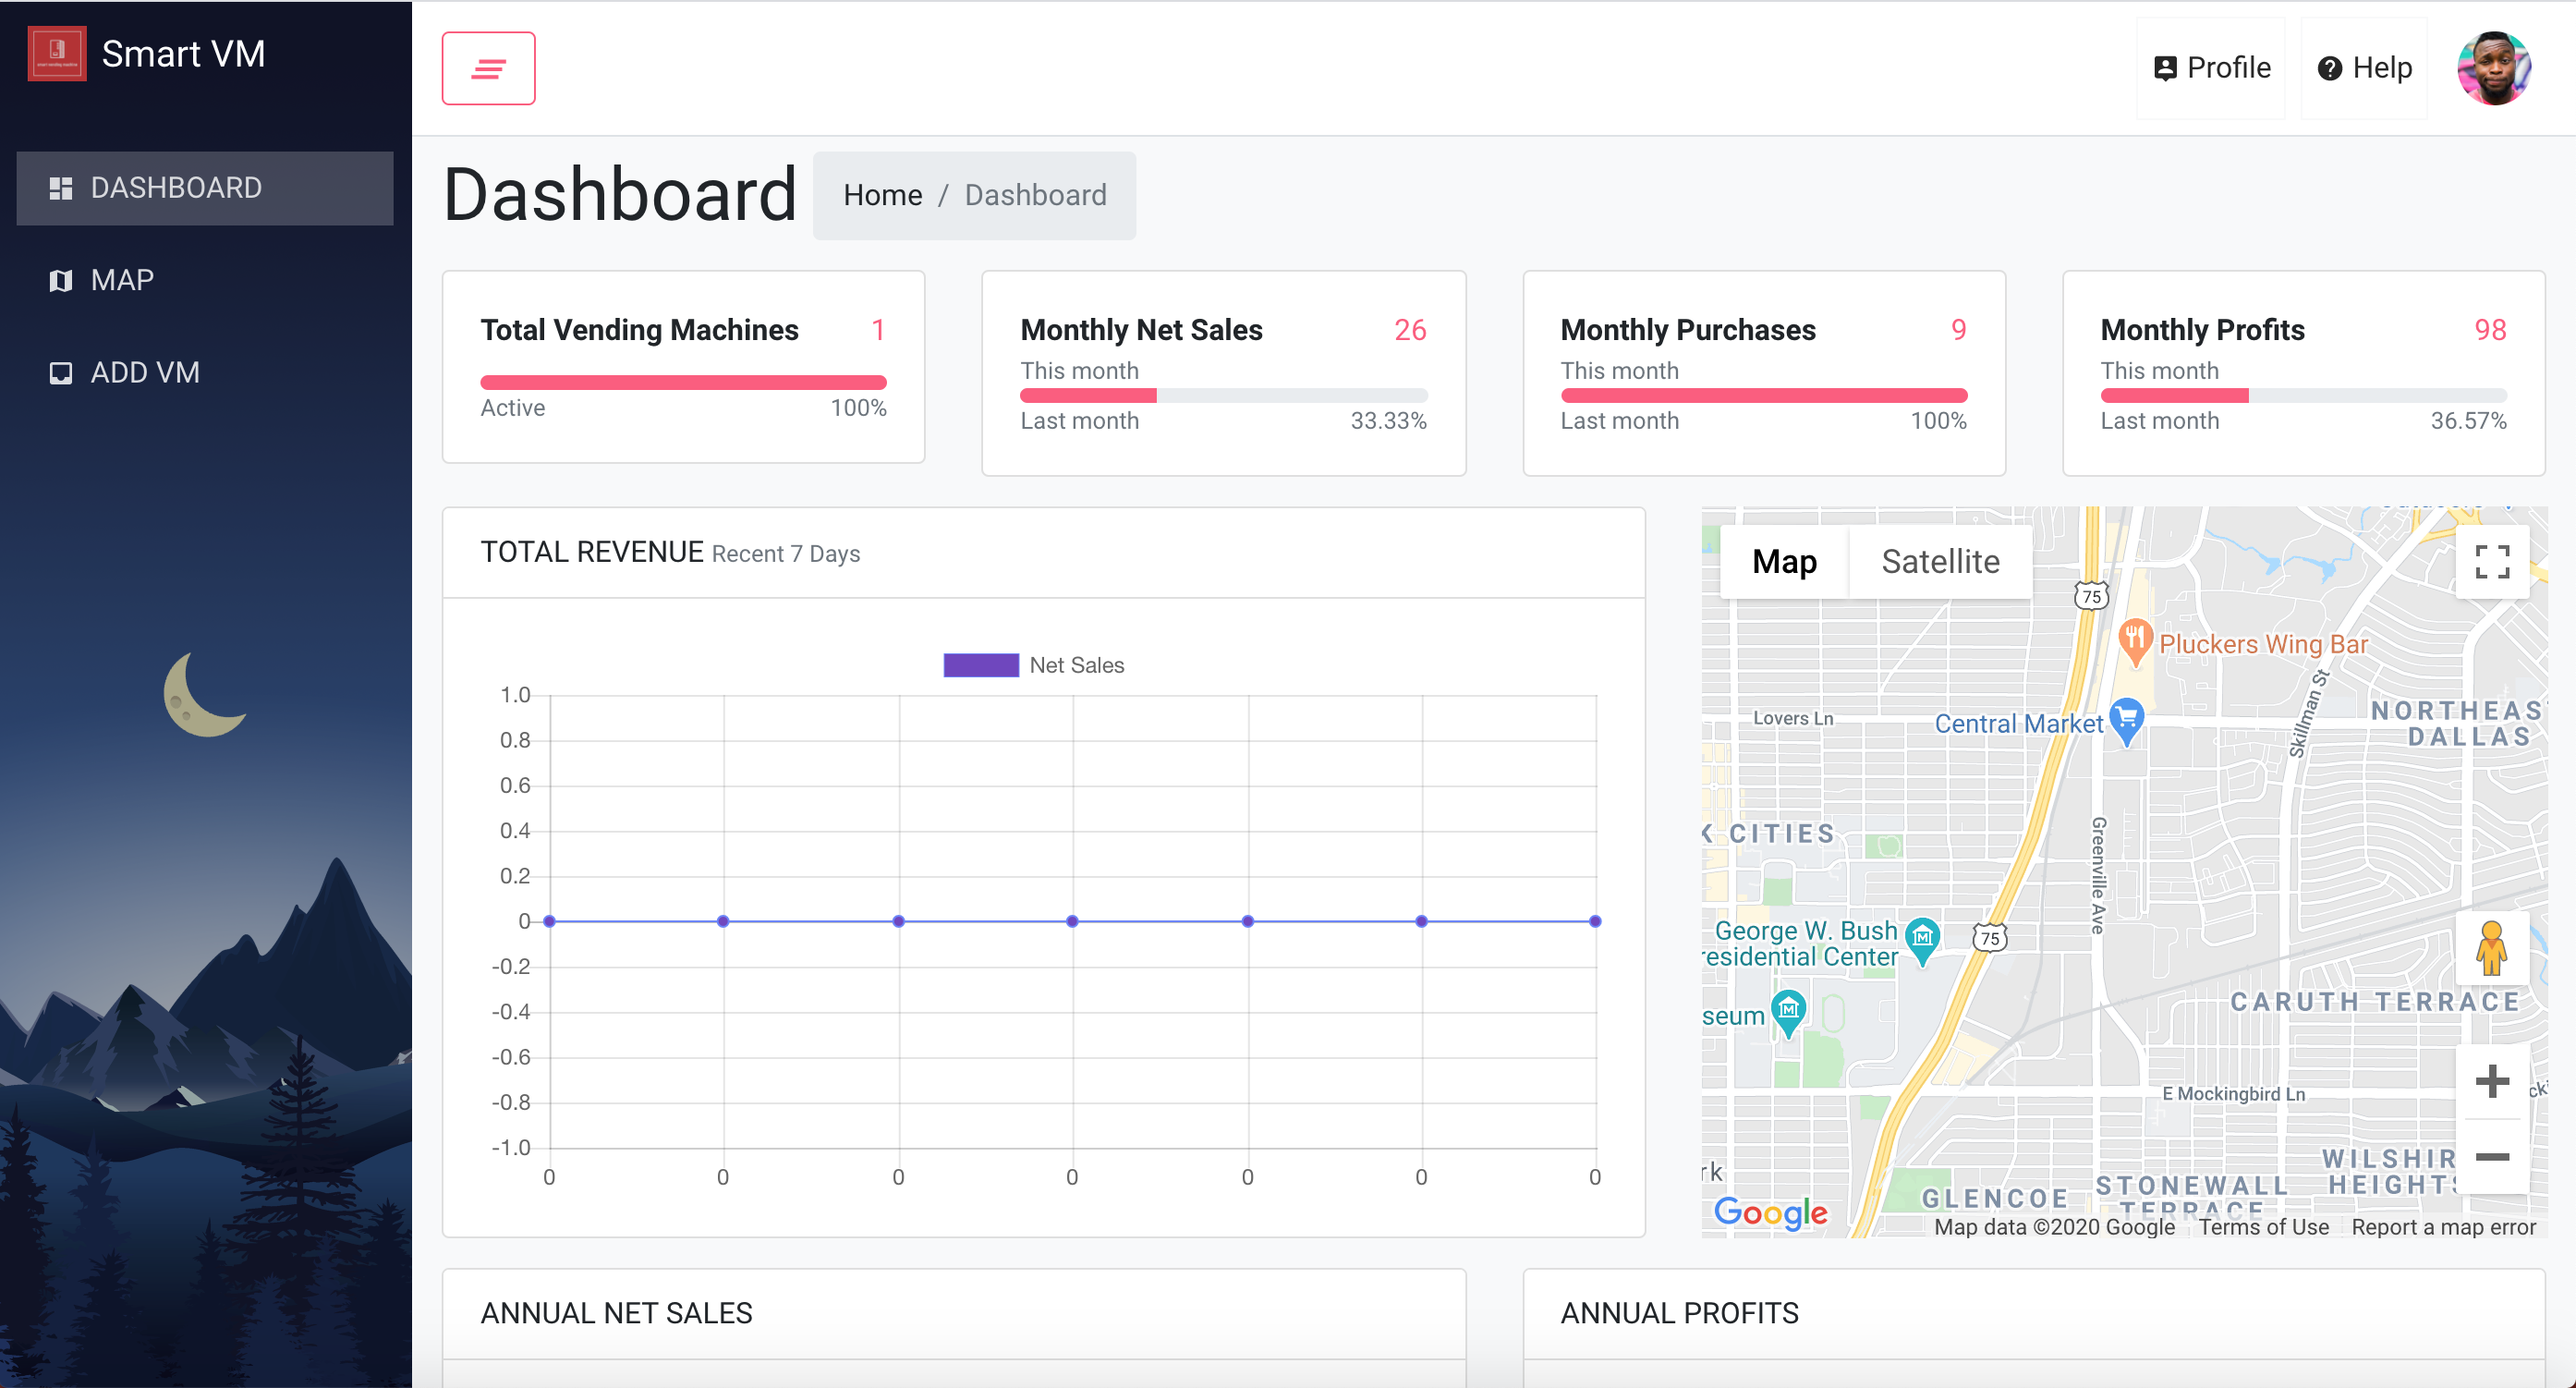 Smart VM
Profile
Help
DASHBOARD
MAP
ADD VM
Dashboard
Home / Dashboard
Total Vending Machines 1
Active 100%
Monthly Net Sales 26
This month
Last month 33.33%
Monthly Purchases 9
This month
Last month 100%
Monthly Profits 98
This month
Last month 36.57%
TOTAL REVENUE Recent 7 Days
Net Sales
1.0
0.8
0.6
0.4
0.2
0
-0.2
-0.4
-0.6
-0.8
-1.0
0 0 0 0 0 0 0
Map Satellite
75
Pluckers Wing Bar
Skillman St
Lovers Ln
Central Market
NORTHEAS
DALLAS
K CITIES
Greenville Ave
George W. Bush
residential Center
75
seum
CARUTH TERRACE
E Mockingbird Ln
cki
rk
WILSHIR
HEIGHTS
STONEWALL
TERRACE
GLENCOE
Google
Map data ©2020 Google Terms of Use Report a map error
ANNUAL NET SALES
ANNUAL PROFITS